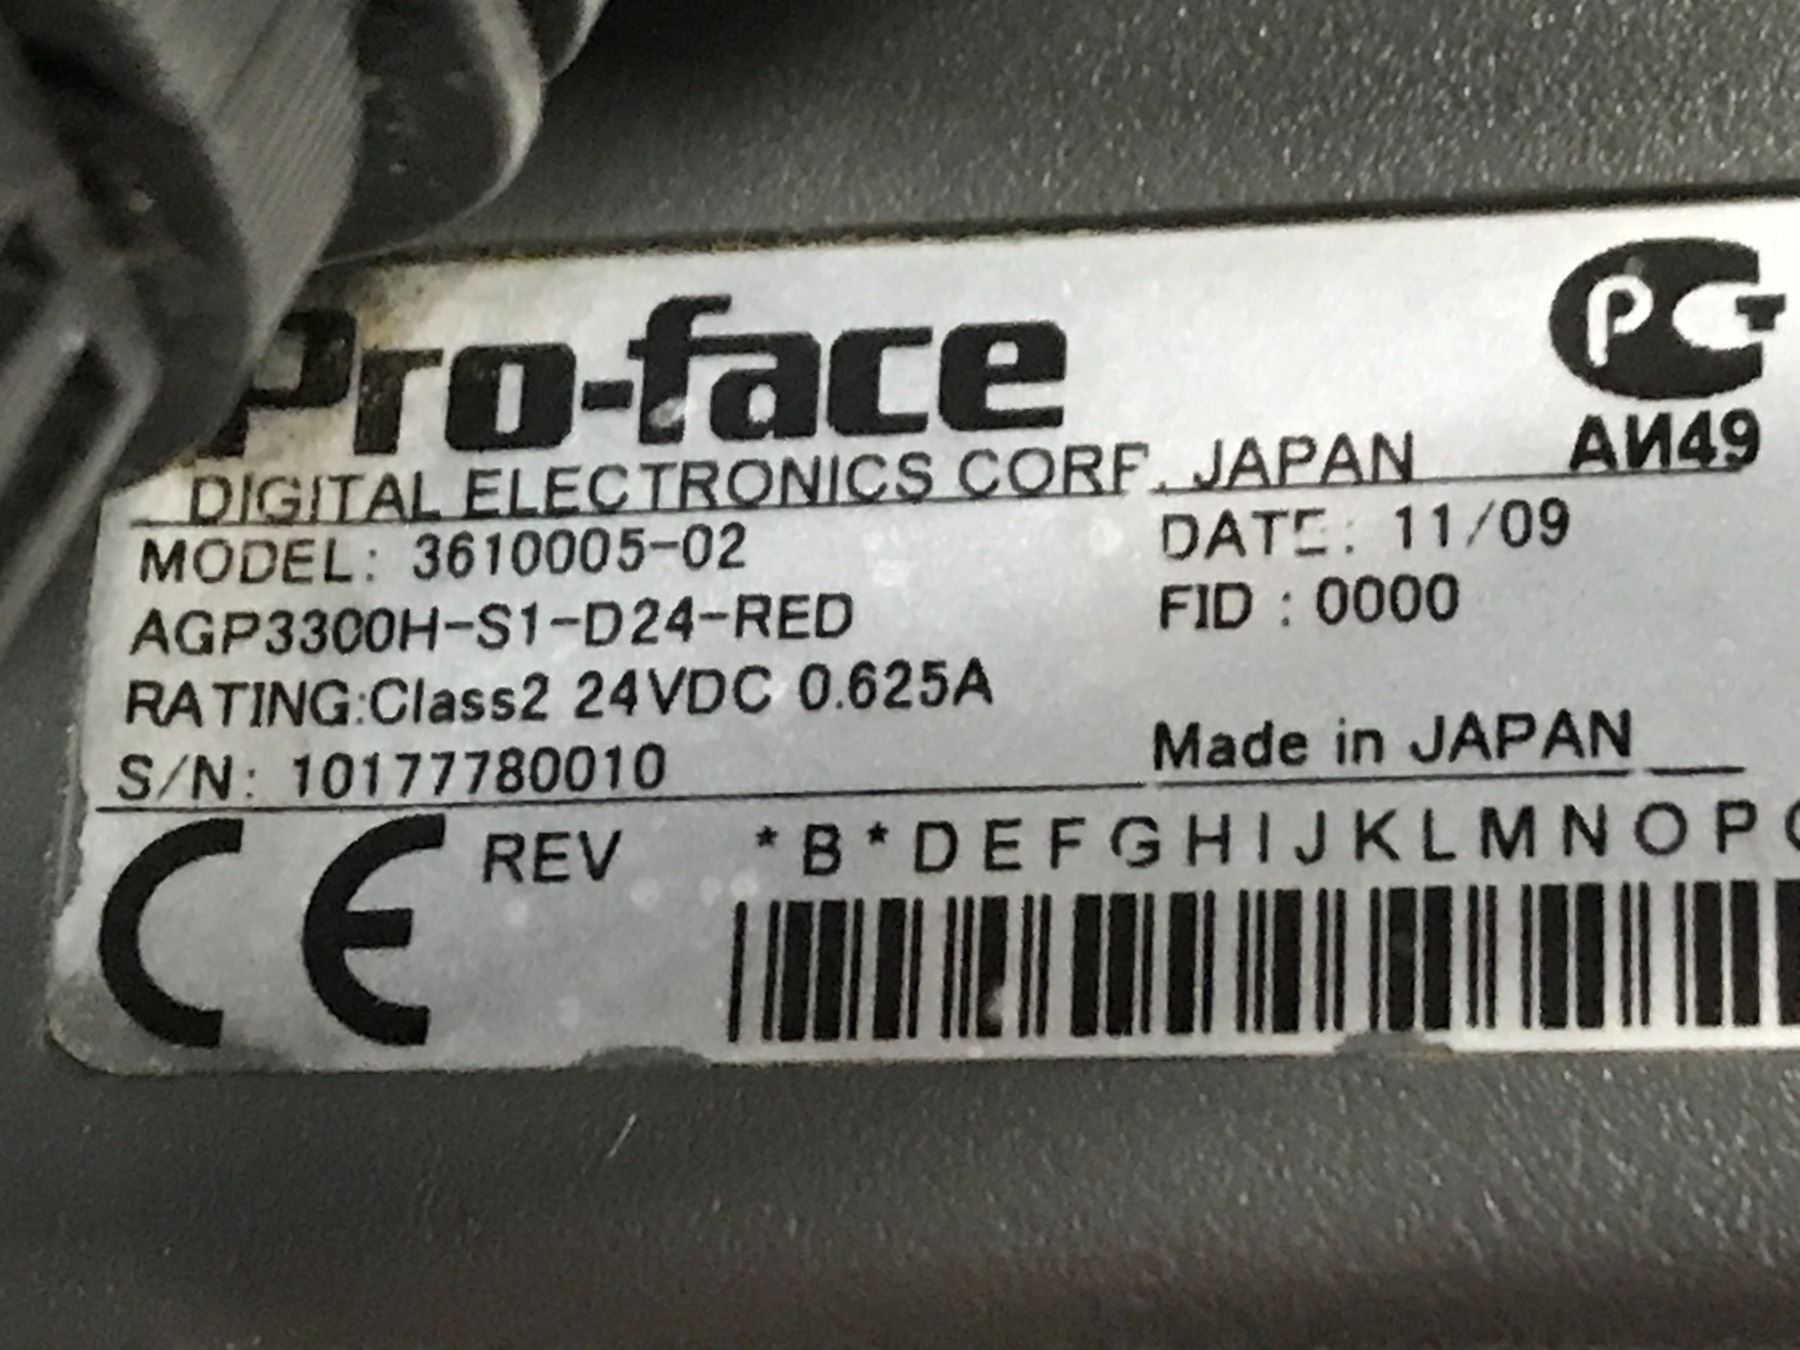 Pro-face
DIGITAL ELECTRONICS CORP. JAPAN
PCT
АИ49
MODEL: 3610005-02
DATE: 11/09
AGP3300H-S1-D24-RED
FID : 0000
RATING:Class2 24VDC 0.625A
S/N: 10177780010
Made in JAPAN
CE
REV *B*DEFGHIJKLMNOP